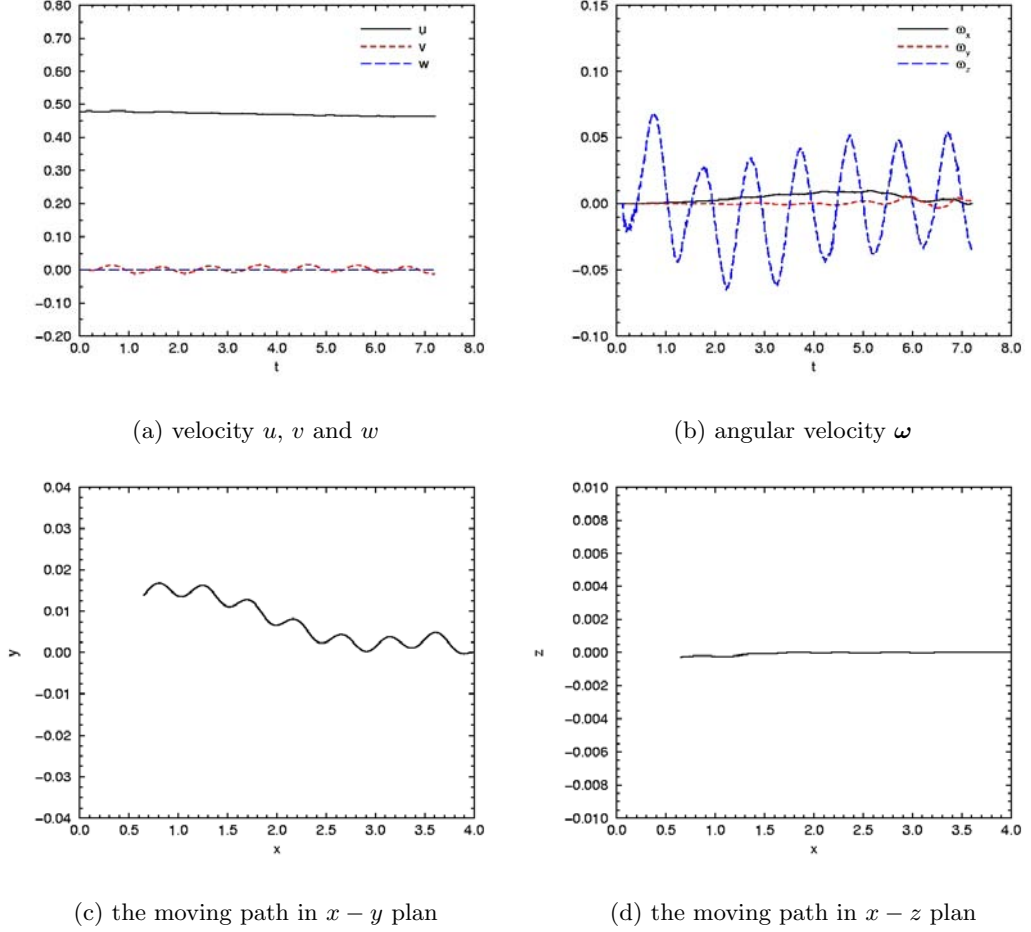 0.80
0.70
0.60
0.50
0.40
0.30
0.20
0.10
0.00
−0.10
−0.20
0.0 1.0 2.0 3.0 4.0 5.0 6.0 7.0 8.0
t
u
v
w
(a) velocity u, v and w
0.15
0.10
0.05
0.00
−0.05
−0.10
0.0 1.0 2.0 3.0 4.0 5.0 6.0 7.0 8.0
t
ω_x
ω_y
ω_z
(b) angular velocity ω
0.04
0.03
0.02
0.01
0.00
−0.01
−0.02
−0.03
−0.04
y
0.0 0.5 1.0 1.5 2.0 2.5 3.0 3.5 4.0
x
(c) the moving path in x − y plan
0.010
0.008
0.006
0.004
0.002
0.000
−0.002
−0.004
−0.006
−0.008
−0.010
z
0.0 0.5 1.0 1.5 2.0 2.5 3.0 3.5 4.0
x
(d) the moving path in x − z plan